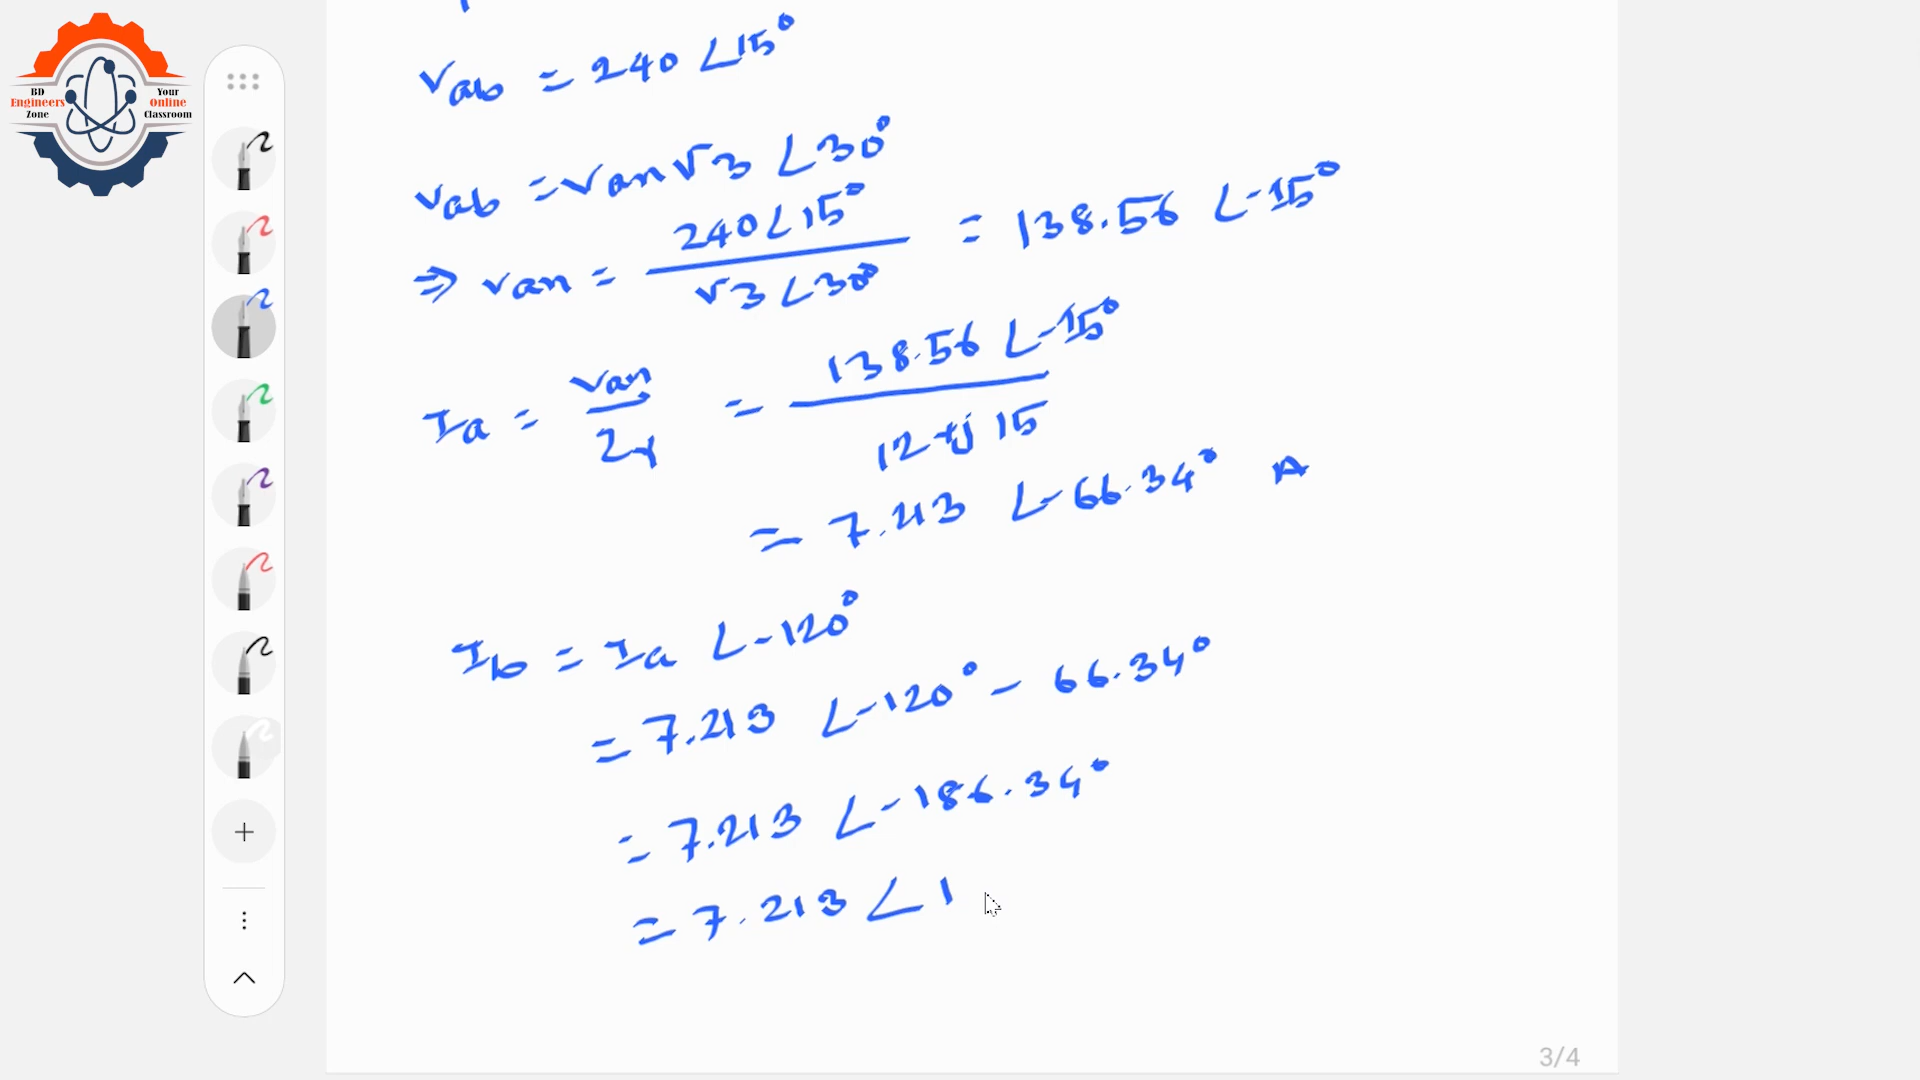 BD Engineers Zone
Your Online Classroom
Vab = 240 ∠15°
Vab = Van √3 ∠30°
⇒ Van = 240∠15° / √3∠30° = 138.56 ∠-15°
Ia = Van / Zy = 138.56 ∠-15° / 12+j15
= 7.213 ∠-66.34° A
Ib = Ia ∠-120°
= 7.213 ∠-120° - 66.34°
= 7.213 ∠-186.34°
= 7.213 ∠1
3/4